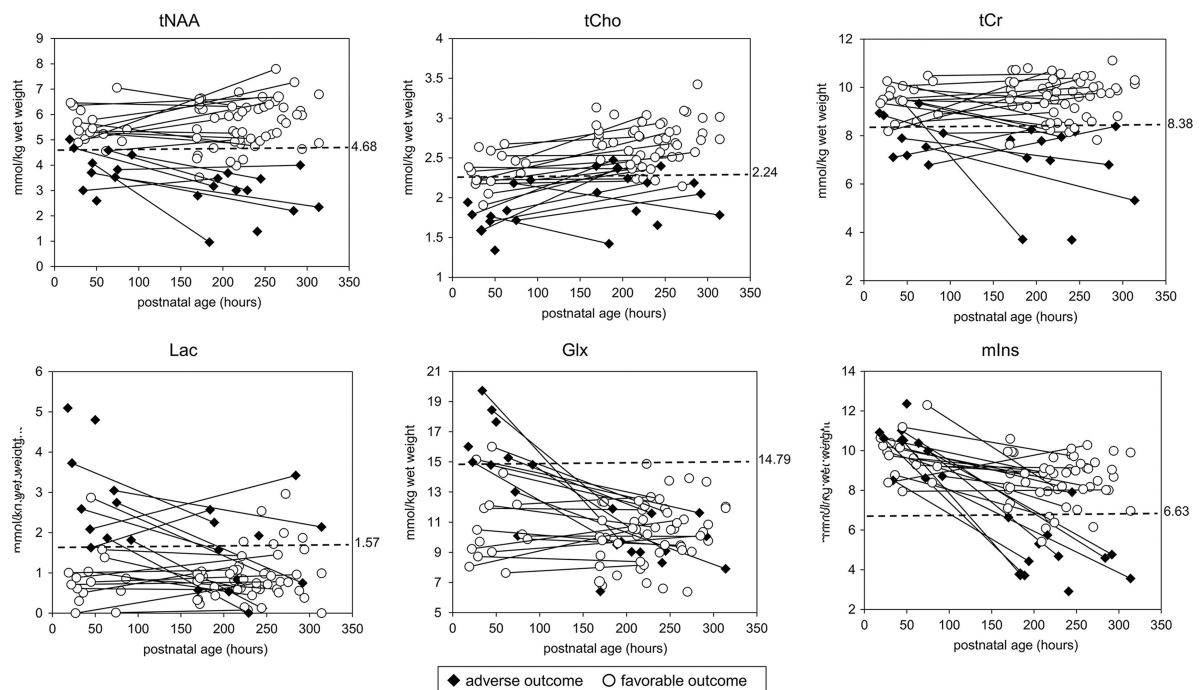 tNAA
mmol/kg wet weight
9
8
7
6
5
4
3
2
1
0
0 50 100 150 200 250 300 350
postnatal age (hours)
4.68
tCho
mmol/kg wet weight
4
3.5
3
2.5
2
1.5
1
0 50 100 150 200 250 300 350
postnatal age (hours)
2.24
tCr
mmol/kg wet weight
12
10
8
6
4
2
0 50 100 150 200 250 300 350
postnatal age (hours)
8.38
Lac
wet weight...
6
5
4
3
2
1
0
0 50 100 150 200 250 300 350
postnatal age (hours)
1.57
Glx
mmol/kg wet weight
21
19
17
15
13
11
9
7
5
0 50 100 150 200 250 300 350
postnatal age (hours)
14.79
mIns
14
12
10
8
6
4
2
0 50 100 150 200 250 300 350
postnatal age (hours)
6.63
adverse outcome favorable outcome